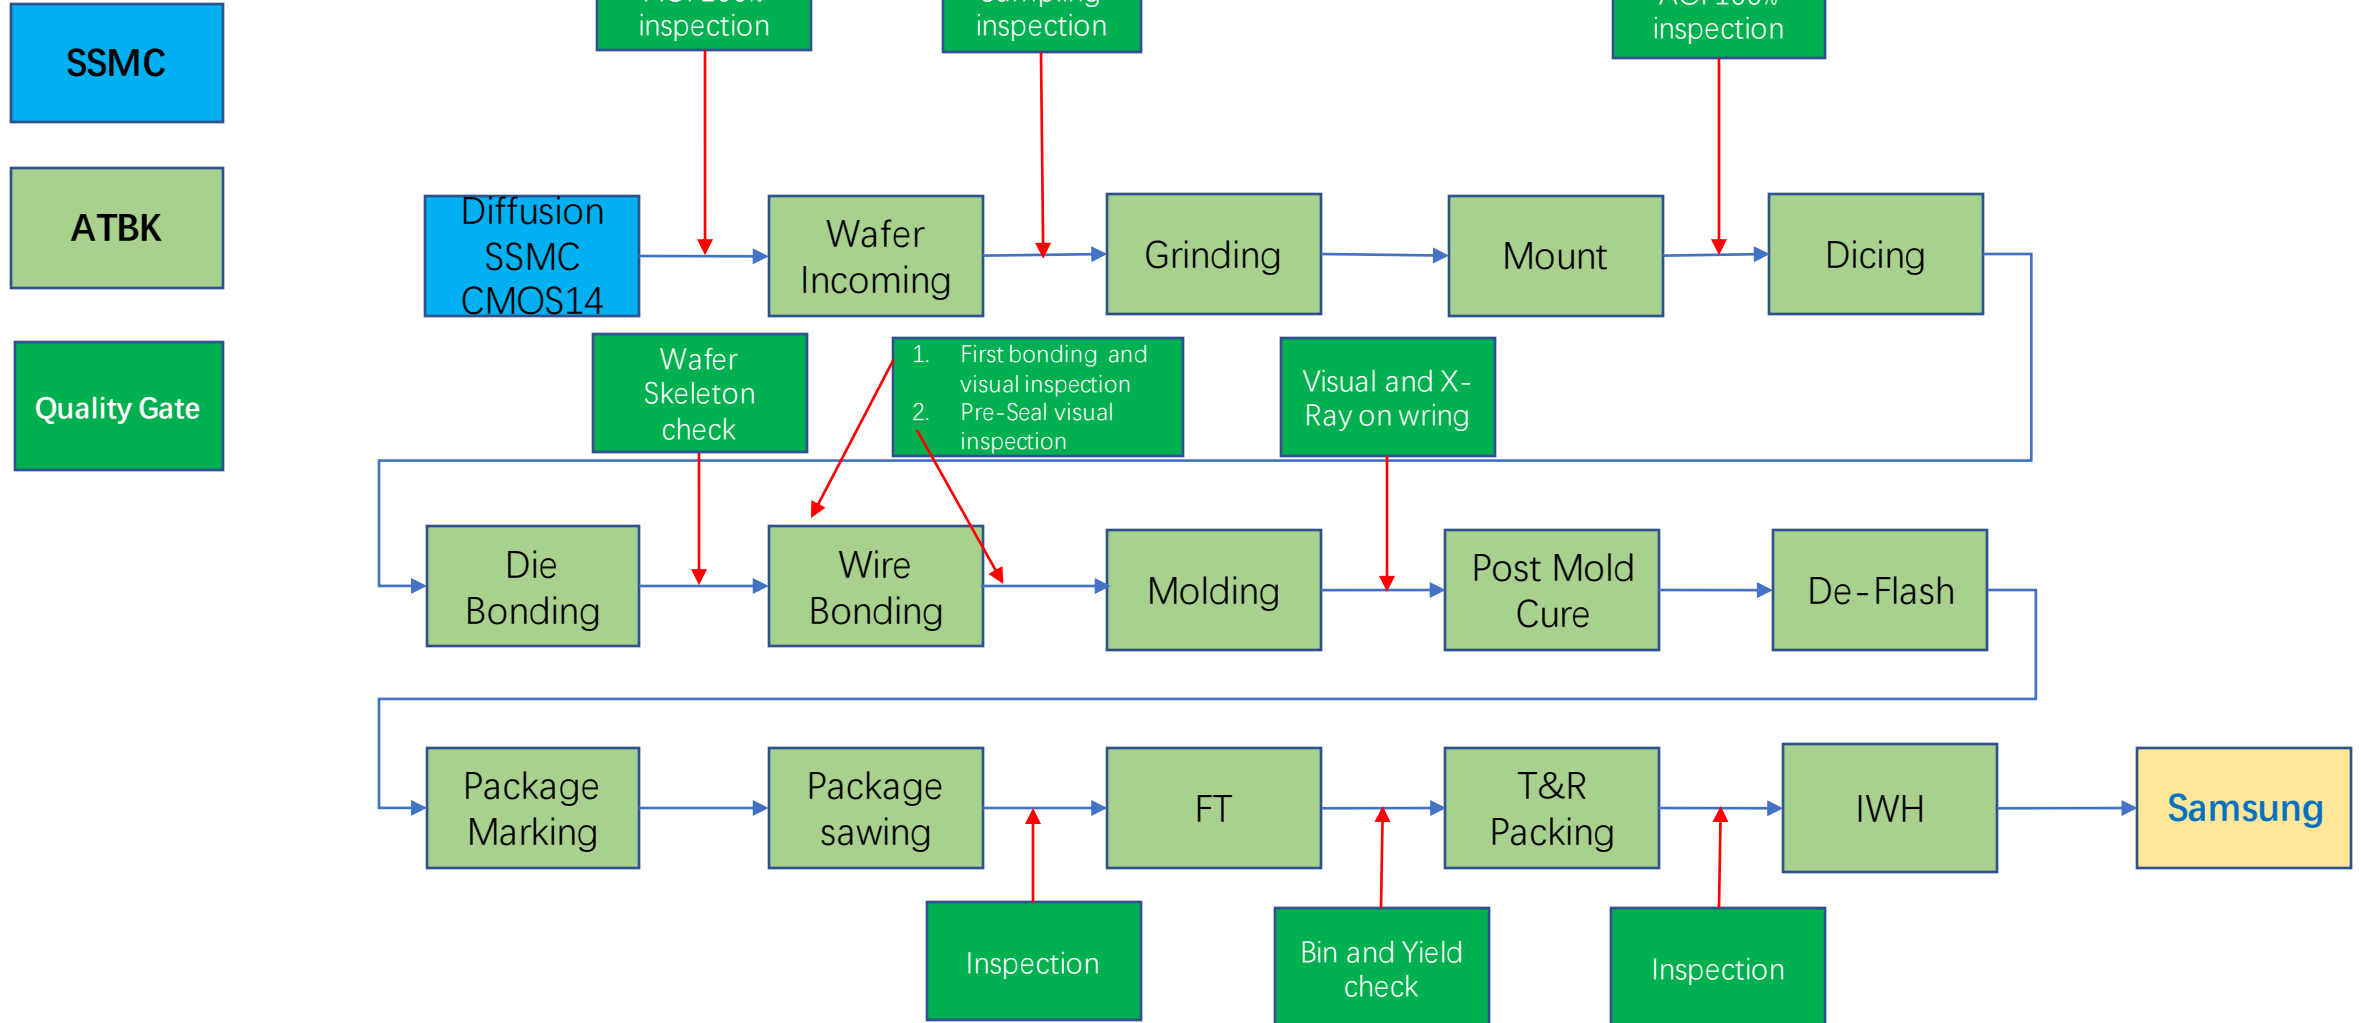 SSMC
ATBK
Quality Gate
inspection
Sampling
inspection
inspection
Diffusion
SSMC
CMOS14
Wafer
Incoming
Grinding
Mount
Dicing
Wafer
Skeleton
check
1. First bonding and
visual inspection
2. Pre-Seal visual
inspection
Visual and X-
Ray on wring
Die
Bonding
Wire
Bonding
Molding
Post Mold
Cure
De-Flash
Package
Marking
Package
sawing
FT
T&R
Packing
IWH
Samsung
Inspection
Bin and Yield
check
Inspection